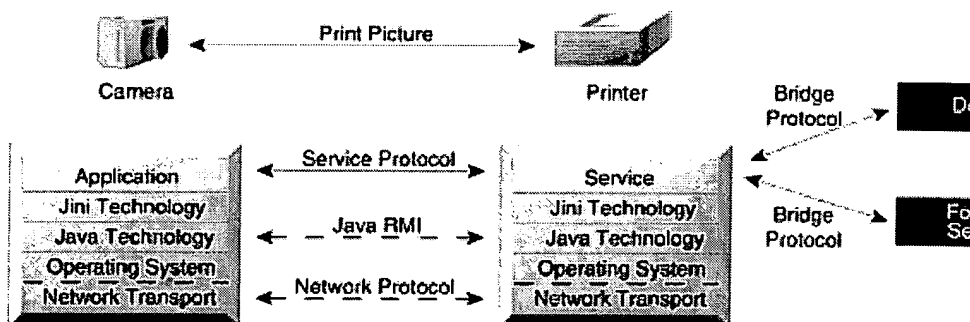 Print Picture
Camera
Printer
Bridge
Protocol
Service Protocol
Application
Jini Technology
Java Technology
Operating System
Network Transport
Java RMI
Network Protocol
Service
Jini Technology
Java Technology
Operating System
Network Transport
Bridge
Protocol